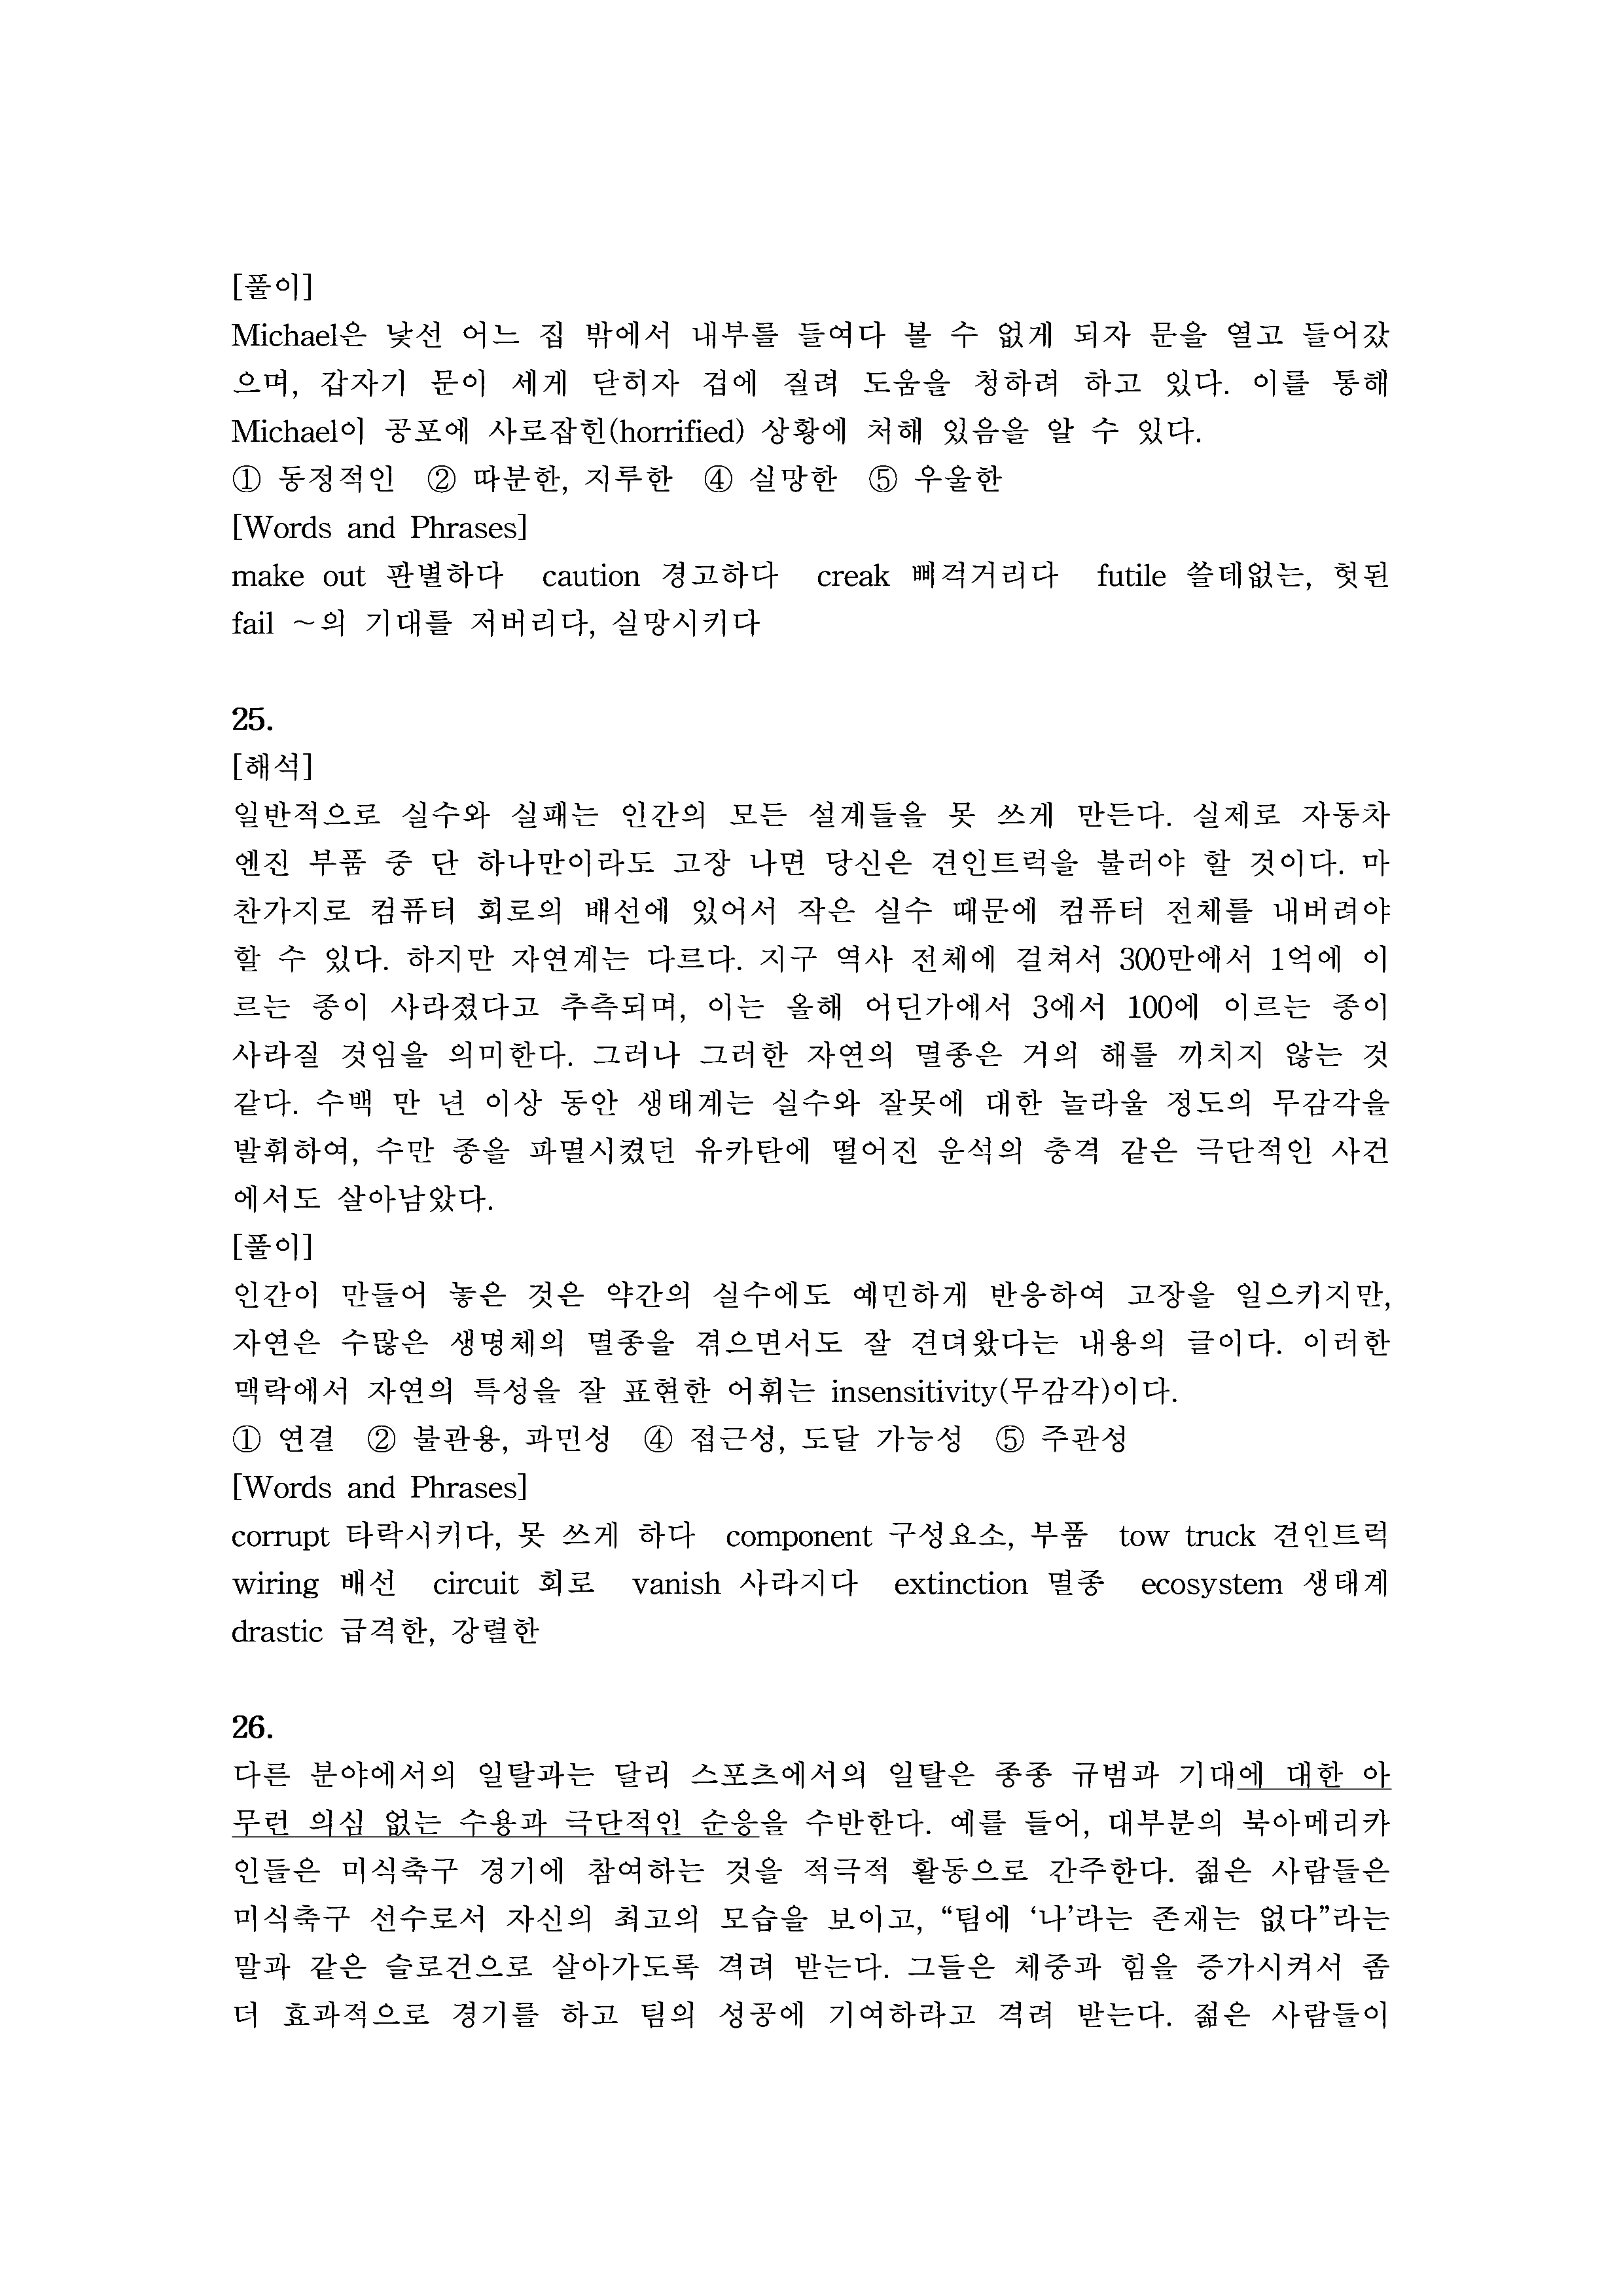 [풀이]
Michael은 낯선 어느 집 밖에서 내부를 들여다 볼 수 없게 되자 문을 열고 들어갔
으며, 갑자기 문이 세게 닫히자 겁에 질려 도움을 청하려 하고 있다. 이를 통해
Michael이 공포에 사로잡힌(horrified) 상황에 처해 있음을 알 수 있다.
① 동정적인 ② 따분한, 지루한 ④ 실망한 ⑤ 우울한
[Words and Phrases]
make out 판별하다 caution 경고하다 creak 삐걱거리다 futile 쓸데없는, 헛된
fail ～의 기대를 저버리다, 실망시키다
25.
[해석]
일반적으로 실수와 실패는 인간의 모든 설계들을 못 쓰게 만든다. 실제로 자동차
엔진 부품 중 단 하나만이라도 고장 나면 당신은 견인트럭을 불러야 할 것이다. 마
찬가지로 컴퓨터 회로의 배선에 있어서 작은 실수 때문에 컴퓨터 전체를 내버려야
할 수 있다. 하지만 자연계는 다르다. 지구 역사 전체에 걸쳐서 300만에서 1억에 이
르는 종이 사라졌다고 추측되며, 이는 올해 어딘가에서 3에서 100에 이르는 종이
사라질 것임을 의미한다. 그러나 그러한 자연의 멸종은 거의 해를 끼치지 않는 것
같다. 수백 만 년 이상 동안 생태계는 실수와 잘못에 대한 놀라울 정도의 무감각을
발휘하여, 수만 종을 파멸시켰던 유카탄에 떨어진 운석의 충격 같은 극단적인 사건
에서도 살아남았다.
[풀이]
인간이 만들어 놓은 것은 약간의 실수에도 예민하게 반응하여 고장을 일으키지만,
자연은 수많은 생명체의 멸종을 겪으면서도 잘 견뎌왔다는 내용의 글이다. 이러한
맥락에서 자연의 특성을 잘 표현한 어휘는 insensitivity(무감각)이다.
① 연결 ② 불관용, 과민성 ④ 접근성, 도달 가능성 ⑤ 주관성
[Words and Phrases]
corrupt 타락시키다, 못 쓰게 하다 component 구성요소, 부품 tow truck 견인트럭
wiring 배선 circuit 회로 vanish 사라지다 extinction 멸종 ecosystem 생태계
drastic 급격한, 강렬한
26.
다른 분야에서의 일탈과는 달리 스포츠에서의 일탈은 종종 규범과 기대에 대한 아
무런 의심 없는 수용과 극단적인 순응을 수반한다. 예를 들어, 대부분의 북아메리카
인들은 미식축구 경기에 참여하는 것을 적극적 활동으로 간주한다. 젊은 사람들은
미식축구 선수로서 자신의 최고의 모습을 보이고, “팀에 ‘나’라는 존재는 없다”라는
말과 같은 슬로건으로 살아가도록 격려 받는다. 그들은 체중과 힘을 증가시켜서 좀
더 효과적으로 경기를 하고 팀의 성공에 기여하라고 격려 받는다. 젊은 사람들이